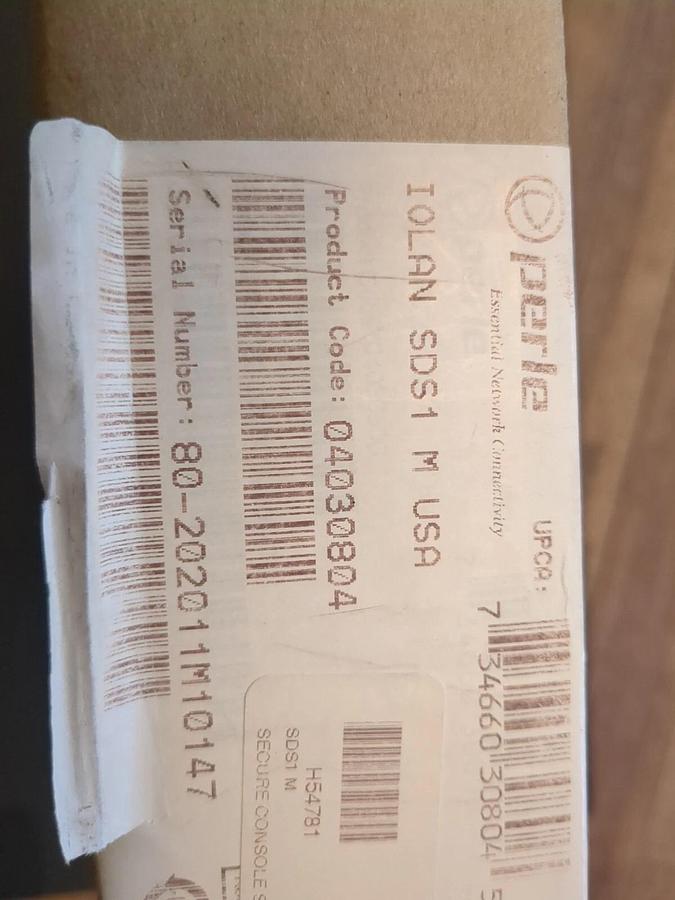 perle
Essential Network Connectivity
UPCA:
7 34660 30804 5
IOLAN SDS1 M USA
Product Code: 04030804
Serial Number: 80-202011M10147
H54781
SDS1 M
SECURE CONSOLE